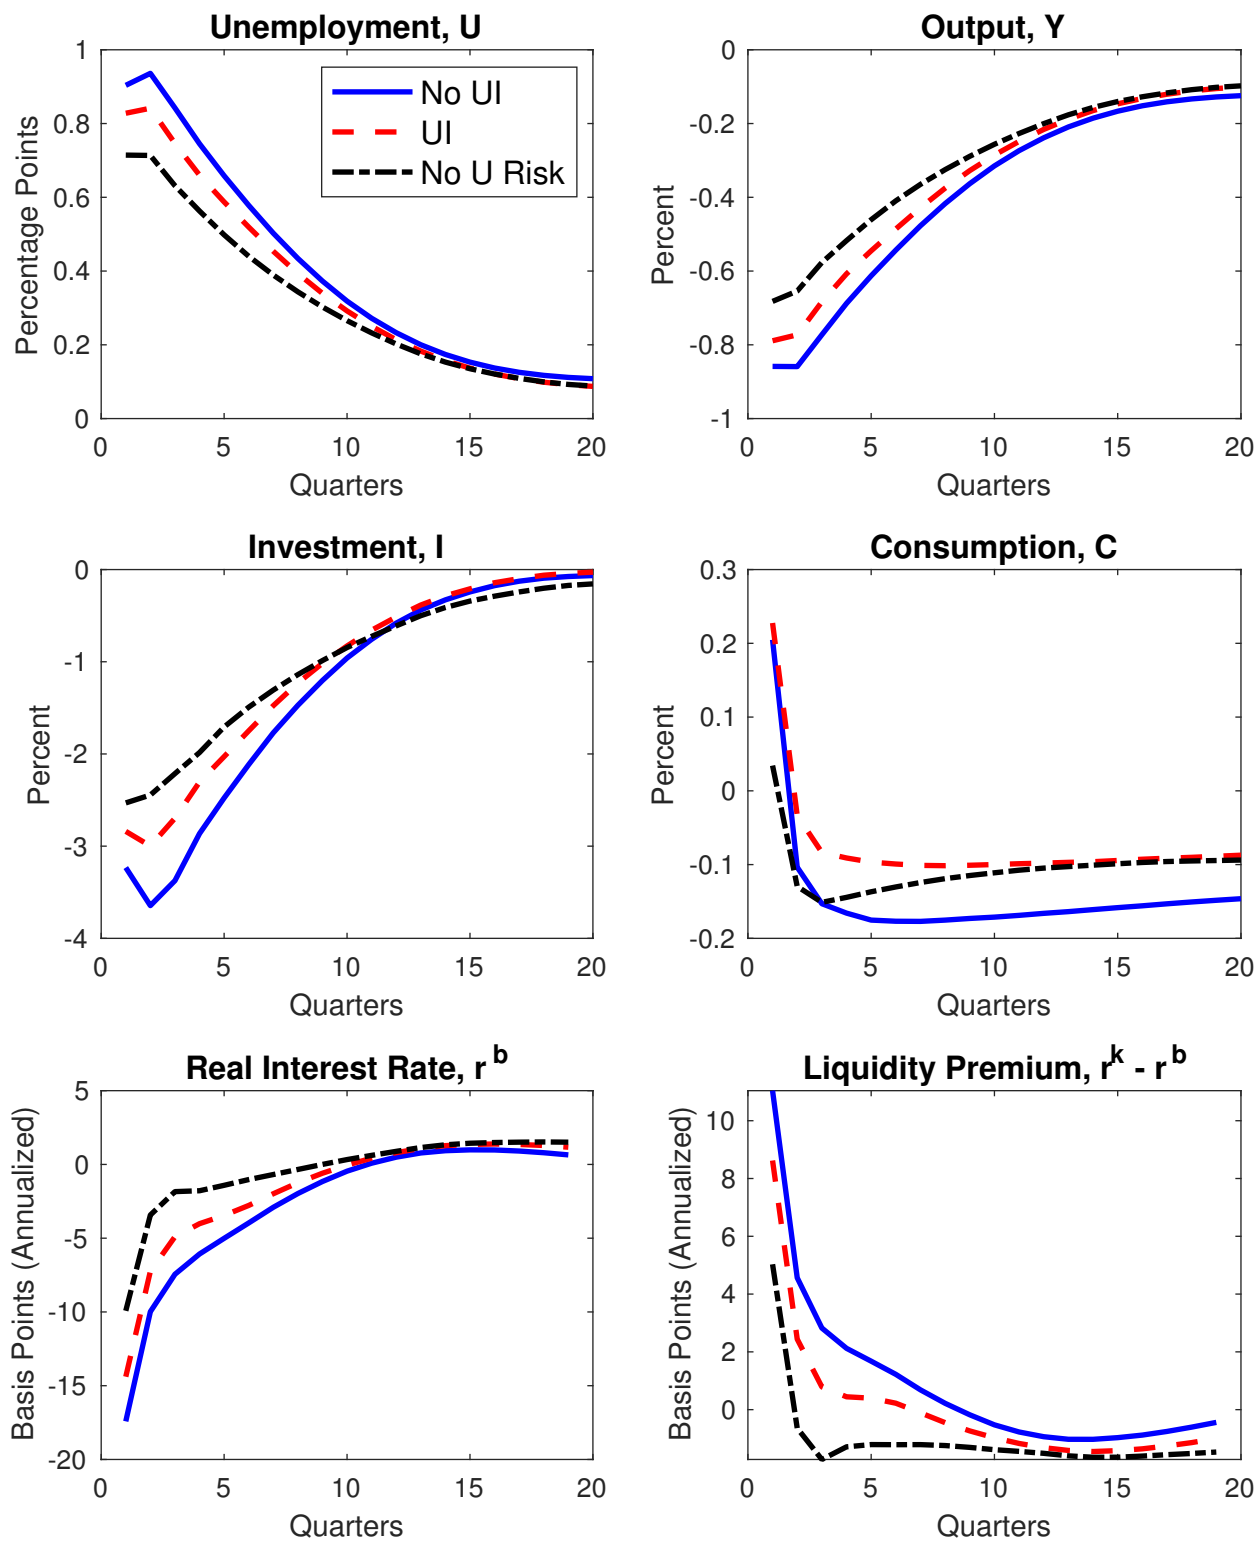 Unemployment, U
1
0.8
0.6
0.4
0.2
0
Percentage Points
No UI
UI
No U Risk
0 5 10 15 20
Quarters
Output, Y
0
-0.2
-0.4
-0.6
-0.8
-1
Percent
0 5 10 15 20
Quarters
Investment, I
0
-1
-2
-3
-4
Percent
0 5 10 15 20
Quarters
Consumption, C
0.3
0.2
0.1
0
-0.1
-0.2
Percent
0 5 10 15 20
Quarters
Real Interest Rate, r^b
5
0
-5
-10
-15
-20
Basis Points (Annualized)
0 5 10 15 20
Quarters
Liquidity Premium, r^k - r^b
10
8
6
4
2
0
Basis Points (Annualized)
0 5 10 15 20
Quarters